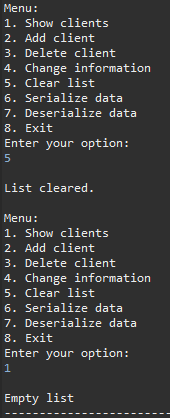 Menu:
1. Show clients
2. Add client
3. Delete client
4. Change information
5. Clear list
6. Serialize data
7. Deserialize data
8. Exit
Enter your option:
5
List cleared.
Menu:
1. Show clients
2. Add client
3. Delete client
4. Change information
5. Clear list
6. Serialize data
7. Deserialize data
8. Exit
Enter your option:
1
Empty list
------------------------